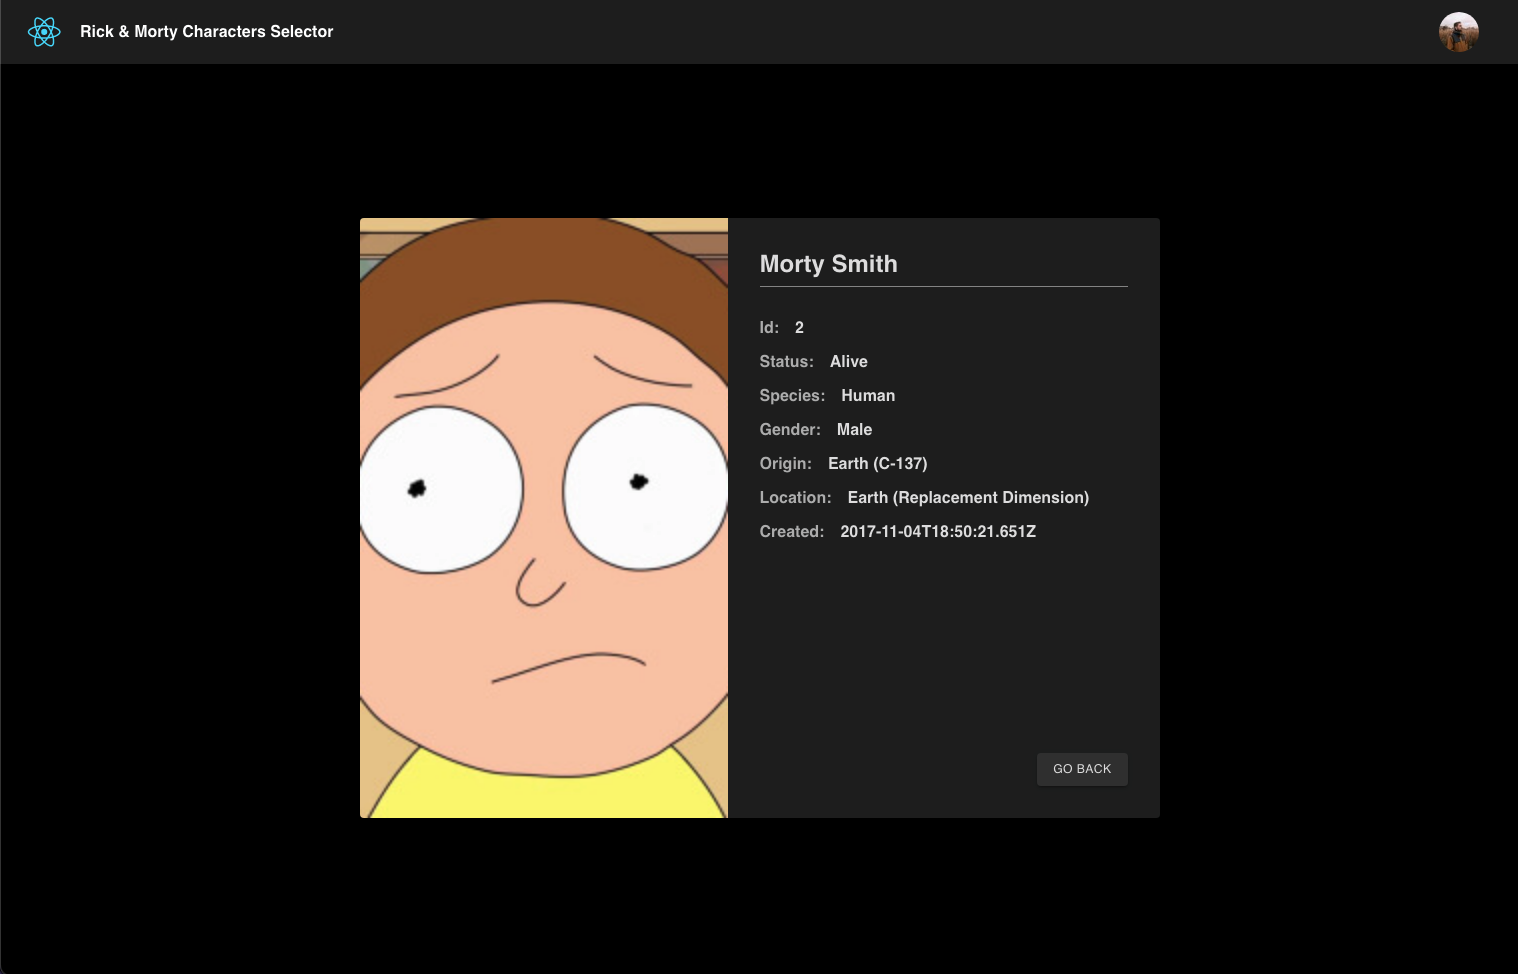 Rick & Morty Characters Selector
Morty Smith
Id: 2
Status: Alive
Species: Human
Gender: Male
Origin: Earth (C-137)
Location: Earth (Replacement Dimension)
Created: 2017-11-04T18:50:21.651Z
GO BACK